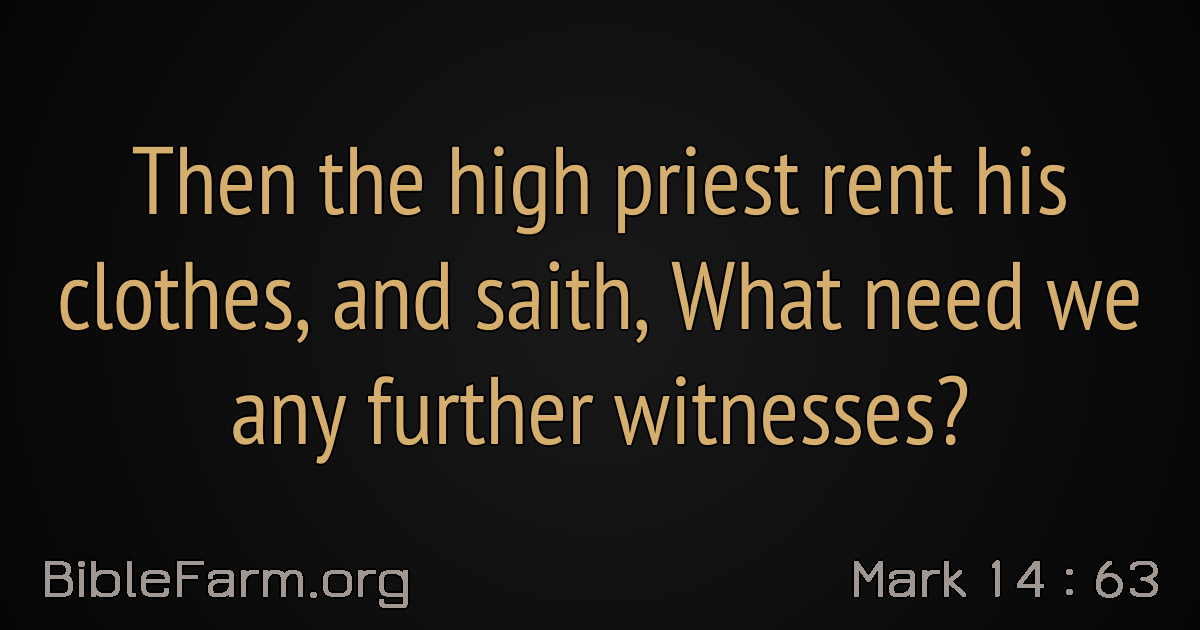 Then the high priest rent his
clothes, and saith, What need we
any further witnesses?
BibleFarm.org
Mark 14 : 63